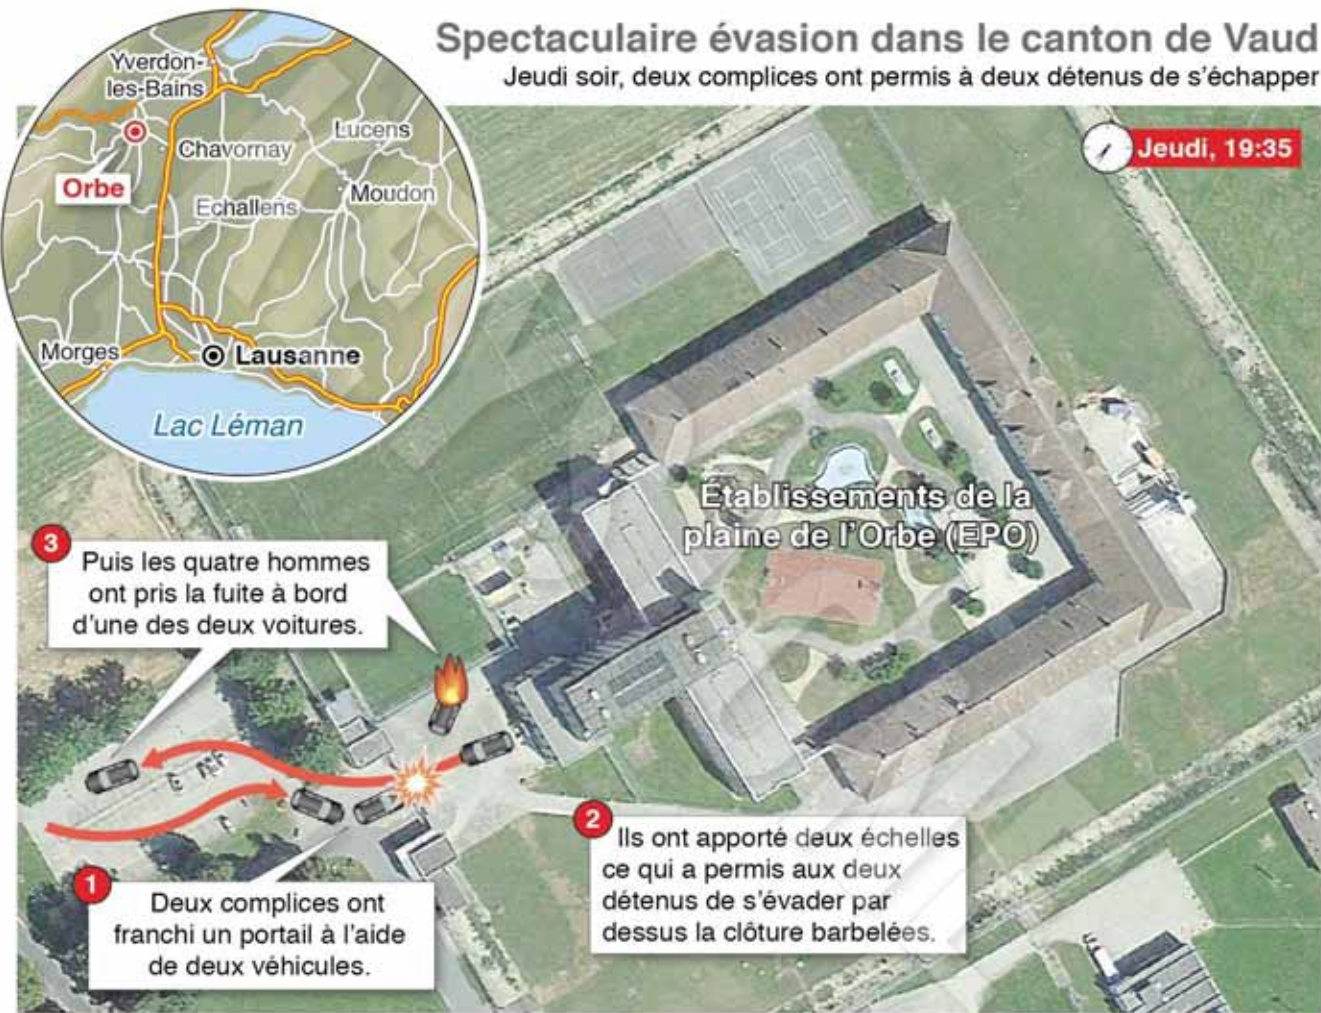 Spectaculaire évasion dans le canton de Vaud
Jeudi soir, deux complices ont permis à deux détenus de s'échapper
Jeudi, 19:35
Yverdon-
les-Bains
Lucens
Chavornay
Orbe
Moudon
Echallens
Morges
Lausanne
Lac Léman
Établissements de la
plaine de l'Orbe (EPO)
3
Puis les quatre hommes
ont pris la fuite à bord
d'une des deux voitures.
2
Ils ont apporté deux échelles
ce qui a permis aux deux
détenus de s'évader par
dessus la clôture barbelées.
1
Deux complices ont
franchi un portail à l'aide
de deux véhicules.